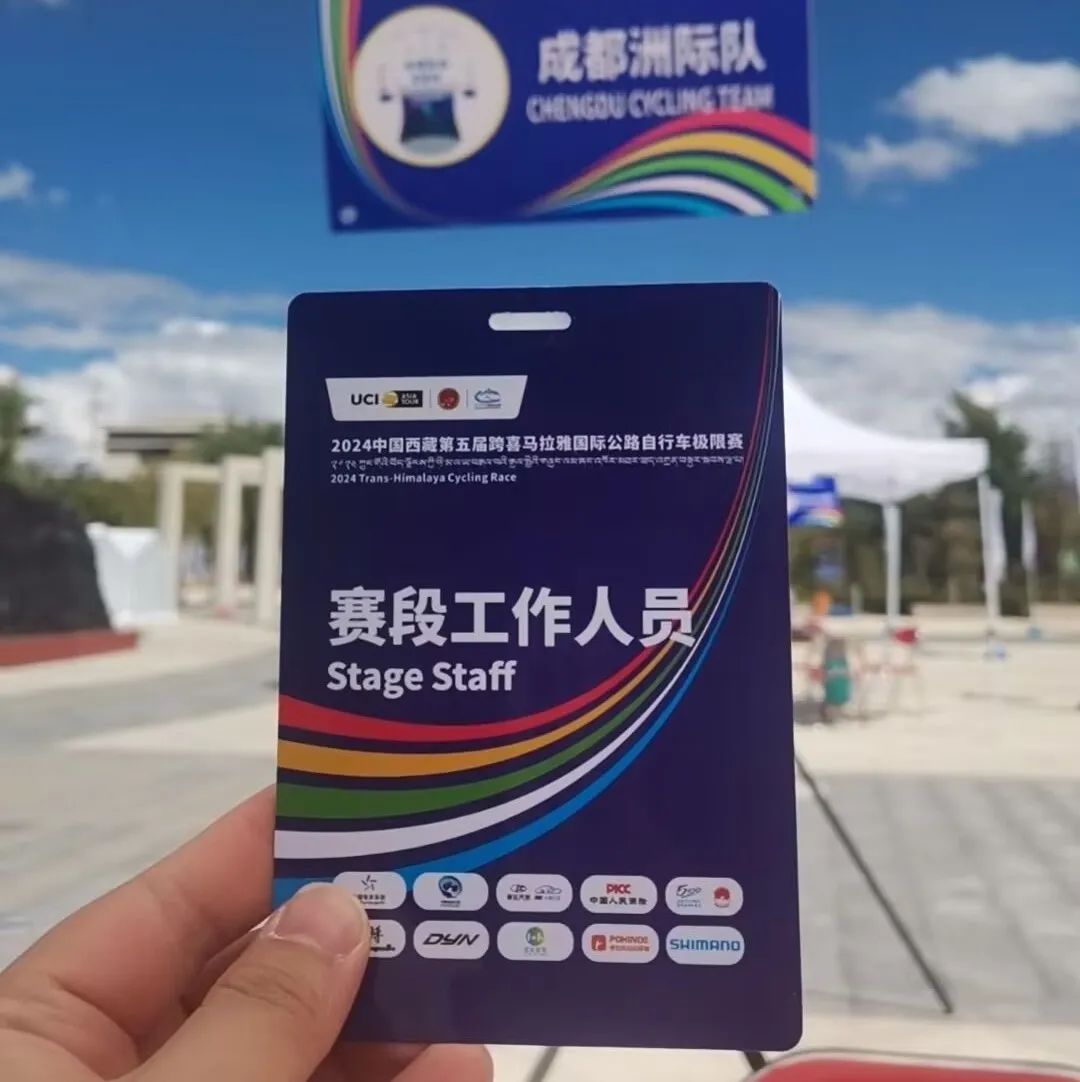 成都洲际队
CHENGDU CYCLING TEAM
UCI ASIA TOUR
2024中国西藏第五届跨喜马拉雅国际公路自行车极限赛
2024 Trans-Himalaya Cycling Race
赛段工作人员
Stage Staff
PICC
中国人民保险
DYN
SHIMANO